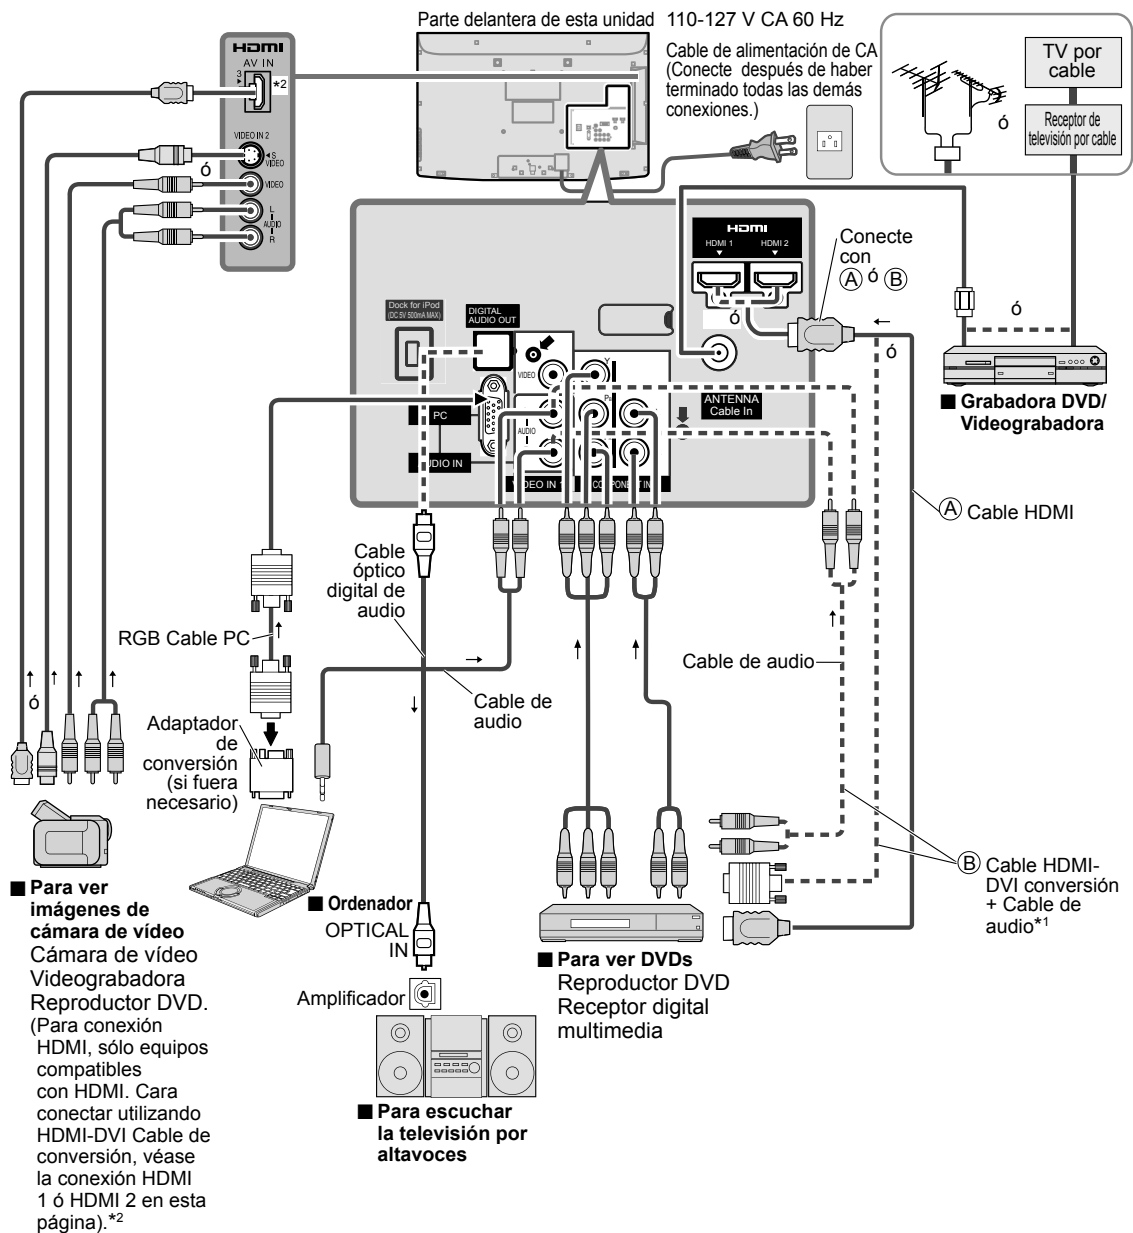 Parte delantera de esta unidad
110-127 V CA 60 Hz
Cable de alimentación de CA
(Conecte después de haber
terminado todas las demás
conexiones.)
TV por
cable
ó
Receptor de
televisión por cable
HDMI
AV IN
3
*2
VIDEO IN 2
S
VIDEO
ó
VIDEO
L
AUDIO
R
HDMI
HDMI 1
HDMI 2
ó
Conecte
con
Ⓐ ó Ⓑ
ó
ó
■ Grabadora DVD/
Videograbadora
Dock for iPod
(DC 5V 500mA MAX)
DIGITAL
AUDIO OUT
VIDEO
Y
ANTENNA
Cable In
PC
AUDIO
AUDIO IN
VIDEO IN 1
COMPONENT IN
Ⓐ Cable HDMI
Cable
óptico
digital de
audio
RGB Cable PC
Cable de audio
Cable de
audio
ó
Adaptador
de
conversión
(si fuera
necesario)
Ⓑ Cable HDMI-
DVI conversión
+ Cable de
audio*1
■ Para ver
imágenes de
cámara de vídeo
Cámara de vídeo
Videograbadora
Reproductor DVD.
(Para conexión
HDMI, sólo equipos
compatibles
con HDMI. Cara
conectar utilizando
HDMI-DVI Cable de
conversión, véase
la conexión HDMI
1 ó HDMI 2 en esta
página).*2
■ Ordenador
OPTICAL
IN
Amplificador
■ Para escuchar
la televisión por
altavoces
■ Para ver DVDs
Reproductor DVD
Receptor digital
multimedia